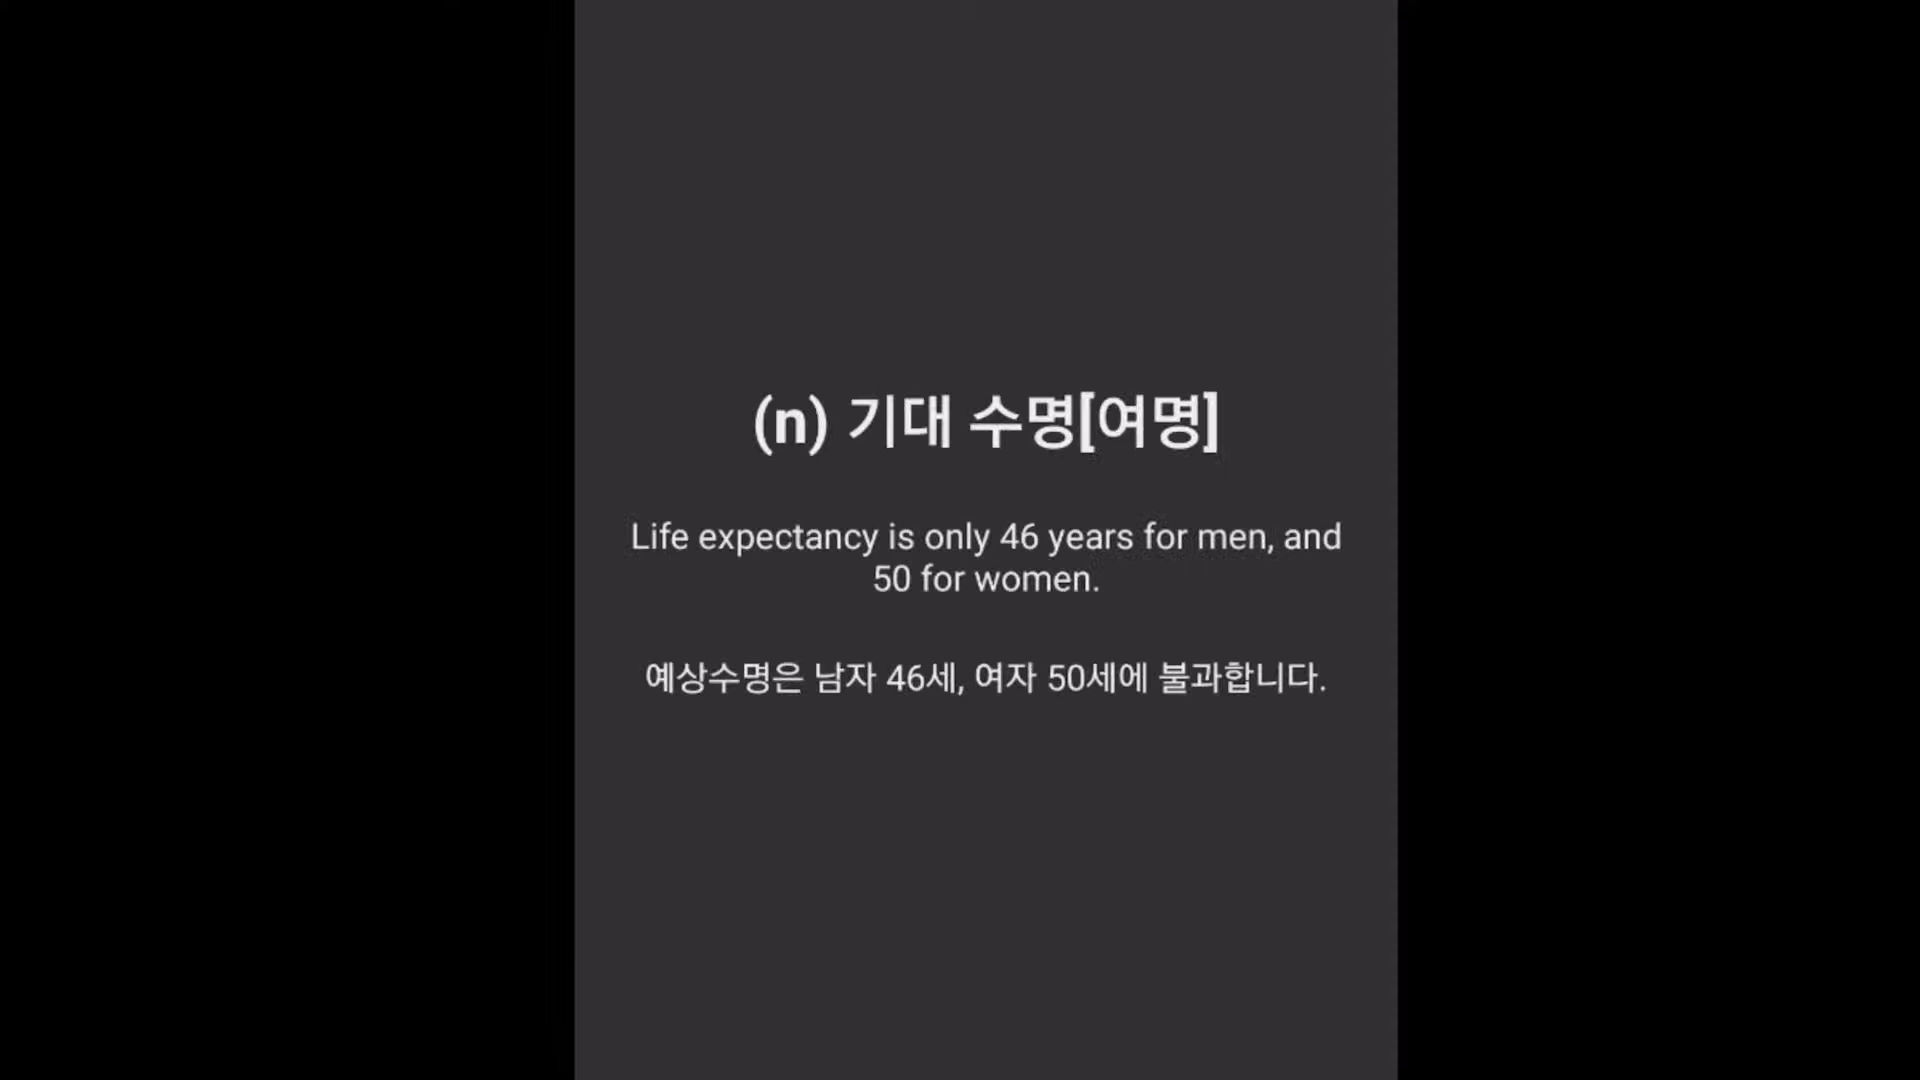 (n) 기대 수명[여명]
Life expectancy is only 46 years for men, and
50 for women.
예상수명은 남자 46세, 여자 50세에 불과합니다.